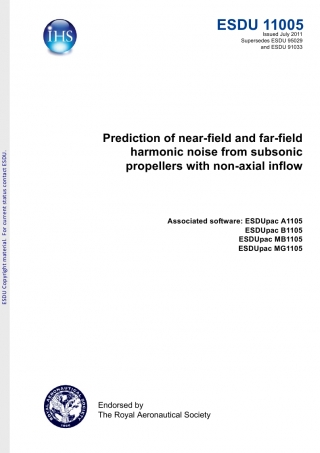 IHS
ESDU 11005
Issued July 2011
Supersedes ESDU 95029
and ESDU 91033
Prediction of near-field and far-field
harmonic noise from subsonic
propellers with non-axial inflow
Associated software: ESDUpac A1105
ESDUpac B1105
ESDUpac MB1105
ESDUpac MG1105
ESDU Copyright material. For current status contact ESDU.
Endorsed by
The Royal Aeronautical Society